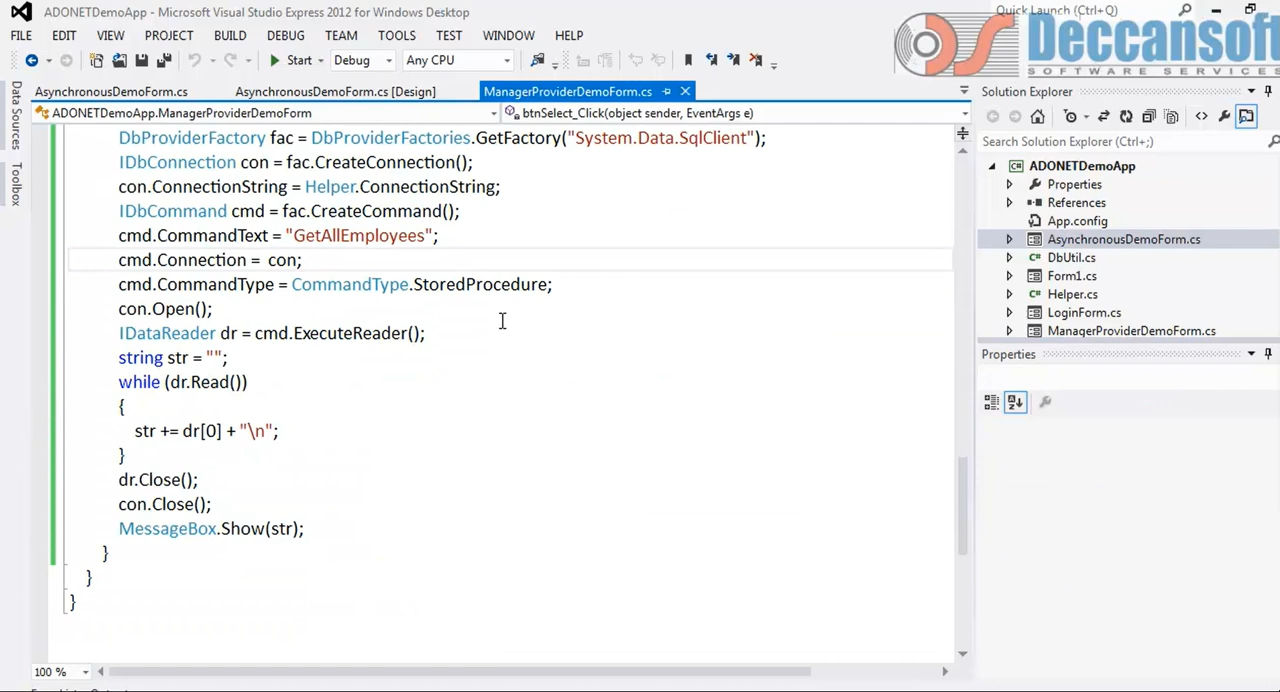 ADONETDemoApp - Microsoft Visual Studio Express 2012 for Windows Desktop
Quick Launch (Ctrl+Q)
FILE EDIT VIEW PROJECT BUILD DEBUG TEAM TOOLS TEST WINDOW HELP
Deccansoft
SOFTWARE SERVICES
Start Debug Any CPU
AsynchronousDemoForm.cs AsynchronousDemoForm.cs [Design] ManagerProviderDemoForm.cs
Solution Explorer
ADONETDemoApp.ManagerProviderDemoForm btnSelect_Click(object sender, EventArgs e)
Data Sources
Toolbox
DbProviderFactory fac = DbProviderFactories.GetFactory("System.Data.SqlClient");
IDbConnection con = fac.CreateConnection();
con.ConnectionString = Helper.ConnectionString;
IDbCommand cmd = fac.CreateCommand();
cmd.CommandText = "GetAllEmployees";
cmd.Connection =  con;
cmd.CommandType = CommandType.StoredProcedure;
con.Open();
IDataReader dr = cmd.ExecuteReader();
string str = "";
while (dr.Read())
{
str += dr[0] + "\n";
}
dr.Close();
con.Close();
MessageBox.Show(str);
}
}
}
100 %
Search Solution Explorer (Ctrl+;)
C# ADONETDemoApp
Properties
References
App.config
AsynchronousDemoForm.cs
C# DbUtil.cs
Form1.cs
C# Helper.cs
LoginForm.cs
ManagerProviderDemoForm.cs
Properties